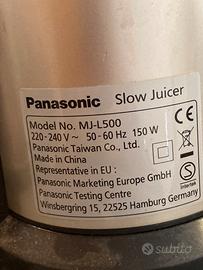 Panasonic Slow Juicer
Model No. MJ-L500
220-240 V ~ 50-60 Hz 150 W
Panasonic Taiwan Co., Ltd.
Made in China
Representative in EU :
Panasonic Marketing Europe GmbH
Panasonic Testing Centre
Winsbergring 15, 22525 Hamburg Germany
CE
S
Intertek
subito